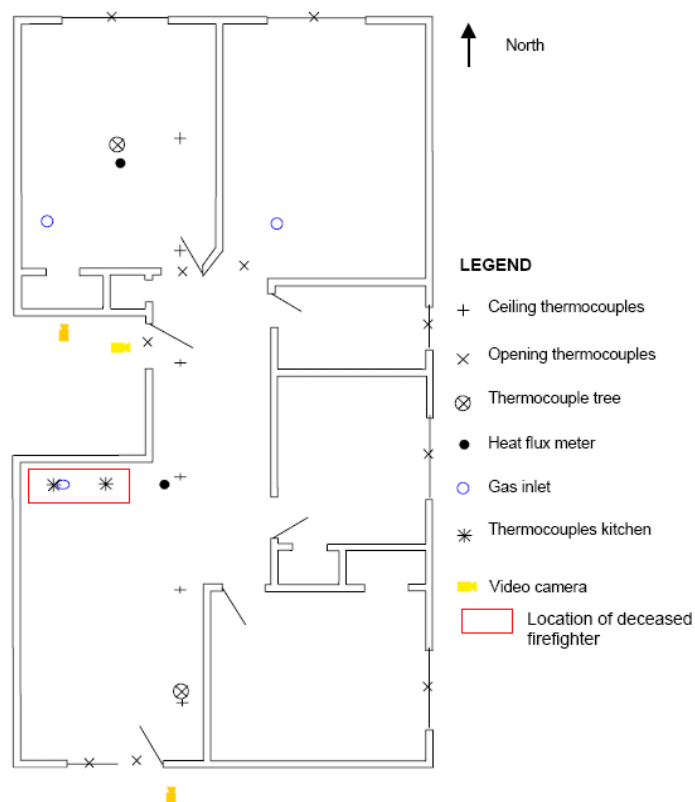 North
LEGEND
Ceiling thermocouples
Opening thermocouples
Thermocouple tree
Heat flux meter
Gas inlet
Thermocouples kitchen
Video camera
Location of deceased
firefighter